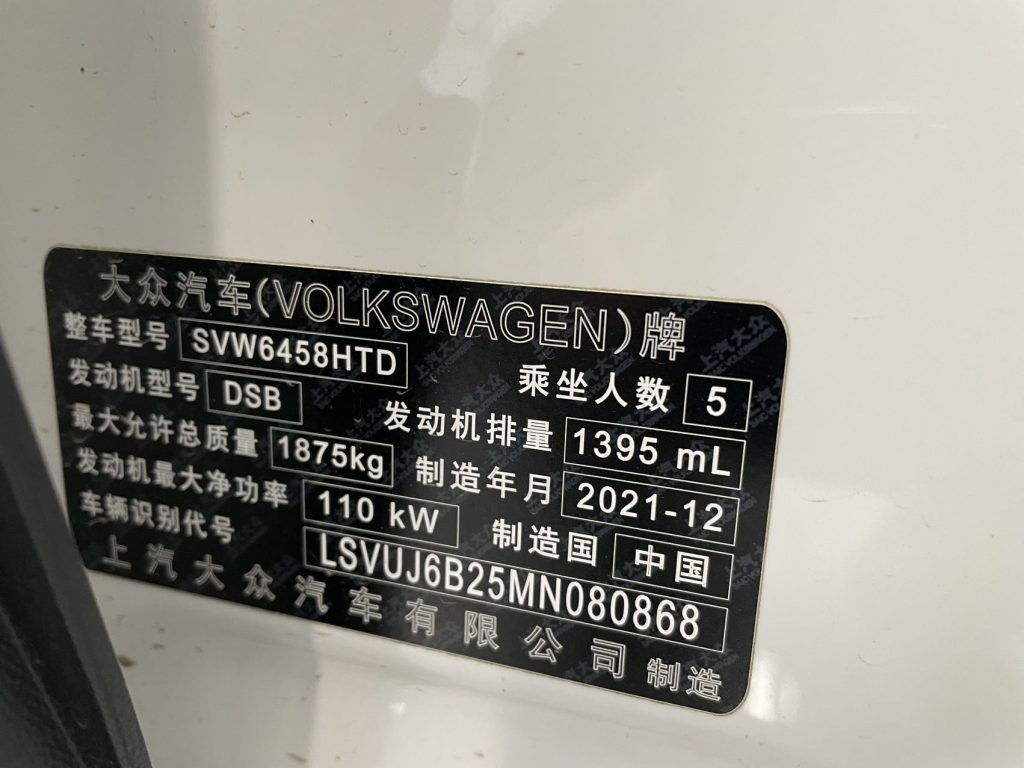 大众汽车(VOLKSWAGEN)牌
整车型号 SVW6458HTD 乘坐人数 5
发动机型号 DSB 发动机排量 1395 mL
最大允许总质量 1875kg 制造年月 2021-12
发动机最大净功率 110 kW 制造国 中国
车辆识别代号 LSVUJ6B25MN080868
上汽大众汽车有限公司 制造